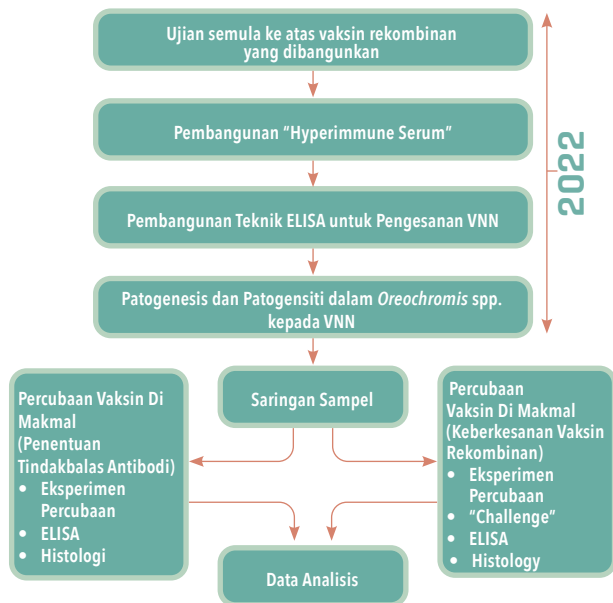 Ujian semula ke atas vaksin rekombinan
yang dibangunkan
Pembangunan "Hyperimmune Serum"
Pembangunan Teknik ELISA untuk Pengesanan VNN
Patogenesis dan Patogensiti dalam Oreochromis spp.
kepada VNN
2022
Saringan Sampel
Percubaan Vaksin Di
Makmal
(Penentuan
Tindakbalas Antibodi)
• Eksperimen
Percubaan
• ELISA
• Histologi
Percubaan
Vaksin Di Makmal
(Keberkesanan Vaksin
Rekombinan)
• Eksperimen
Percubaan
• "Challenge"
• ELISA
• Histology
Data Analisis